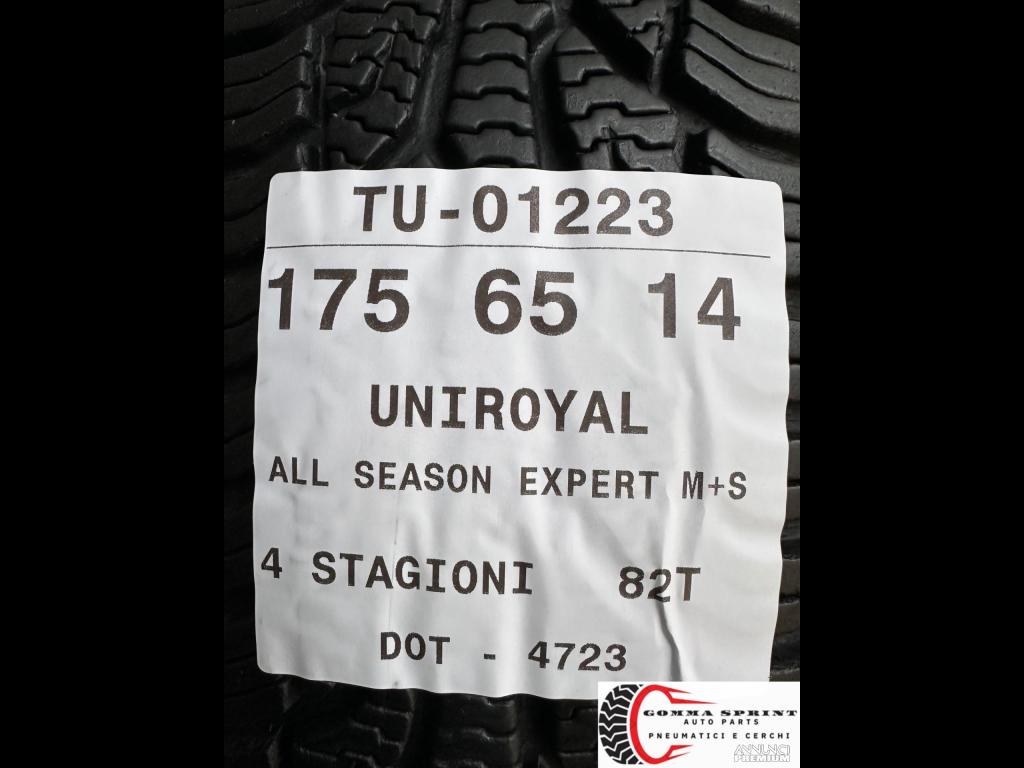 TU-01223
175 65 14
UNIROYAL
ALL SEASON EXPERT M+S
4 STAGIONI 82T
DOT - 4723
GOMMA SPRINT
AUTO PARTS
PNEUMATICI E CERCHI
ANNUNCI
PREMIUM